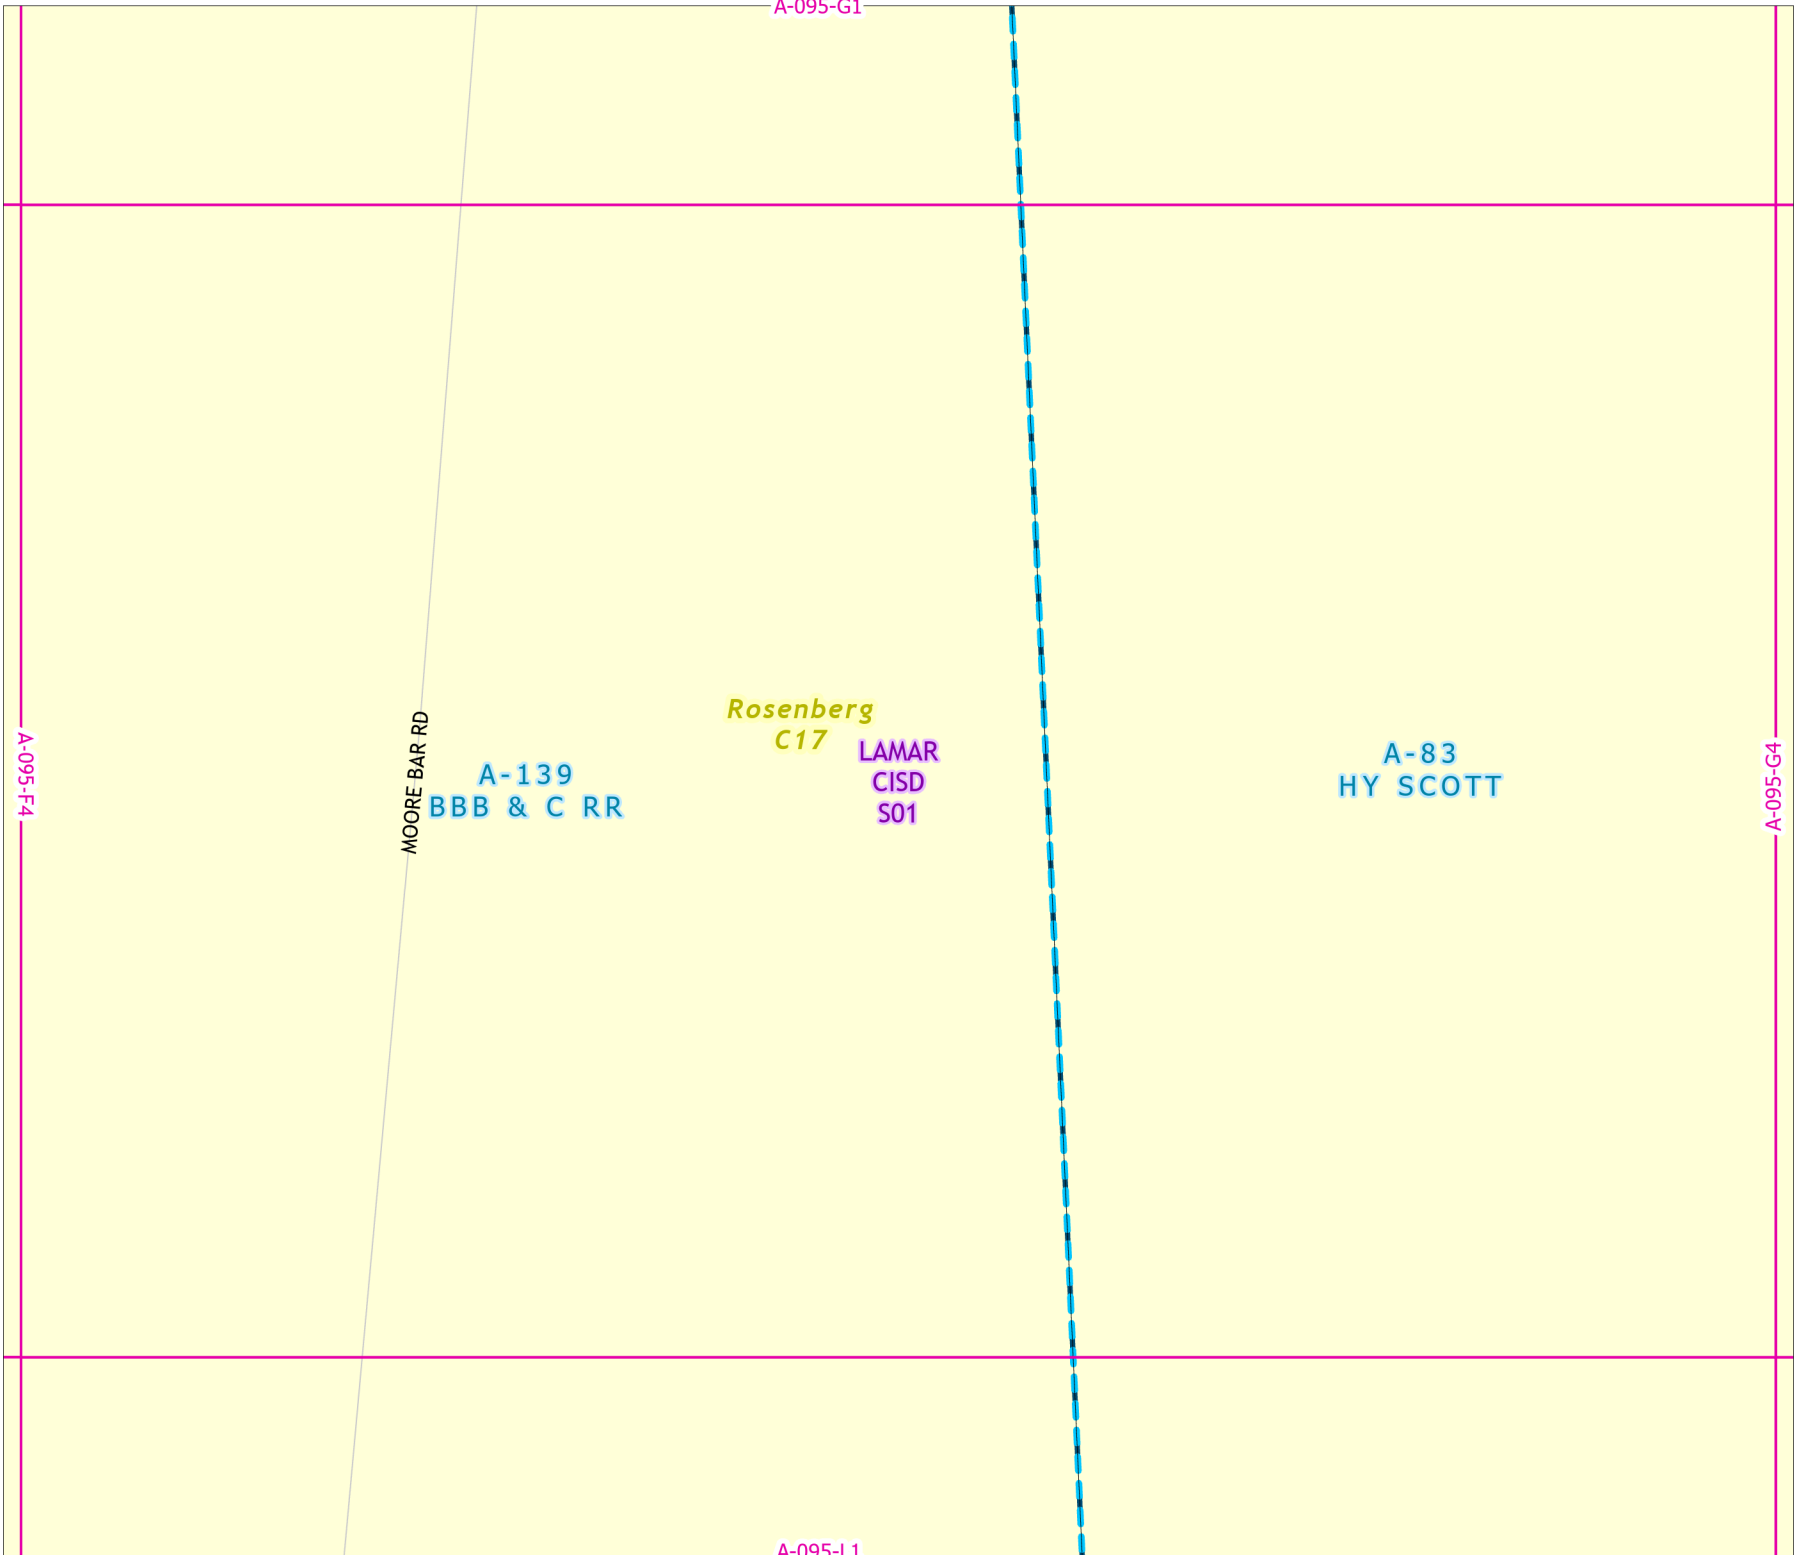 A-095-G1
Rosenberg
C17
LAMAR
CISD
S01
A-83
HY SCOTT
A-139
BBB & C RR
MOORE BAR RD
A-095-F4
A-095-G4
A-095-L1